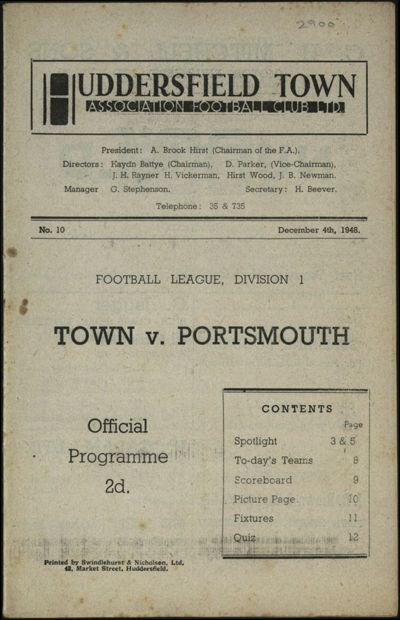 2900
HUDDERSFIELD TOWN
ASSOCIATION FOOTBALL CLUB LTD.
President: A. Brook Hirst (Chairman of the F.A.).
Directors: Haydn Battye (Chairman), D. Parker, (Vice-Chairman),
J. H. Rayner H. Vickerman, Hirst Wood, J. B. Newman.
Manager G. Stephenson. Secretary: H. Beever.
Telephone: 35 & 735
No. 10 December 4th, 1948.
FOOTBALL LEAGUE, DIVISION 1
TOWN v. PORTSMOUTH
Official
Programme
2d.
CONTENTS
Page
Spotlight 3 & 5
To-day's Teams 8
Scoreboard 9
Picture Page 10
Fixtures 11
Quiz 12
Printed by Swindlehurst & Nicholson, Ltd,
42, Market Street, Huddersfield.